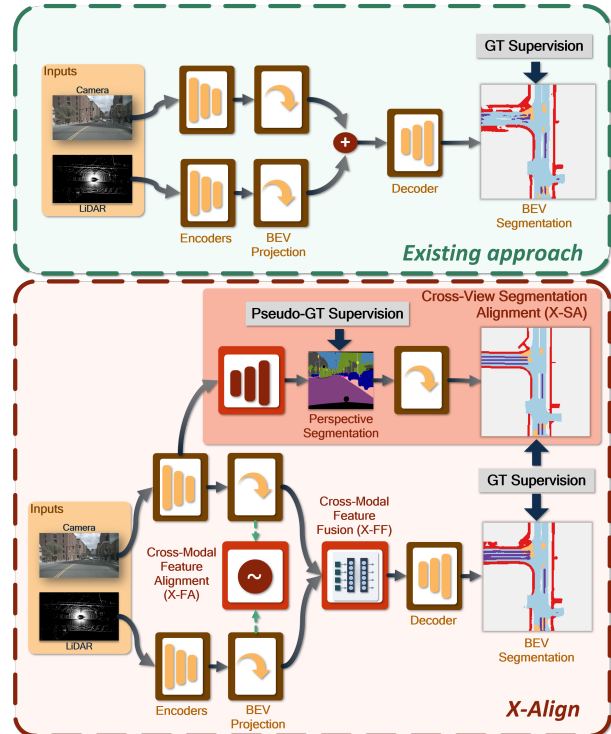 GT Supervision
Inputs
Camera
LiDAR
+
Encoders
BEV
Projection
Decoder
BEV
Segmentation
Existing approach
Cross-View Segmentation
Alignment (X-SA)
Pseudo-GT Supervision
Perspective
Segmentation
GT Supervision
Inputs
Camera
LiDAR
Cross-Modal
Feature
Alignment
(X-FA)
~
Cross-Modal
Feature
Fusion (X-FF)
Encoders
BEV
Projection
Decoder
BEV
Segmentation
X-Align